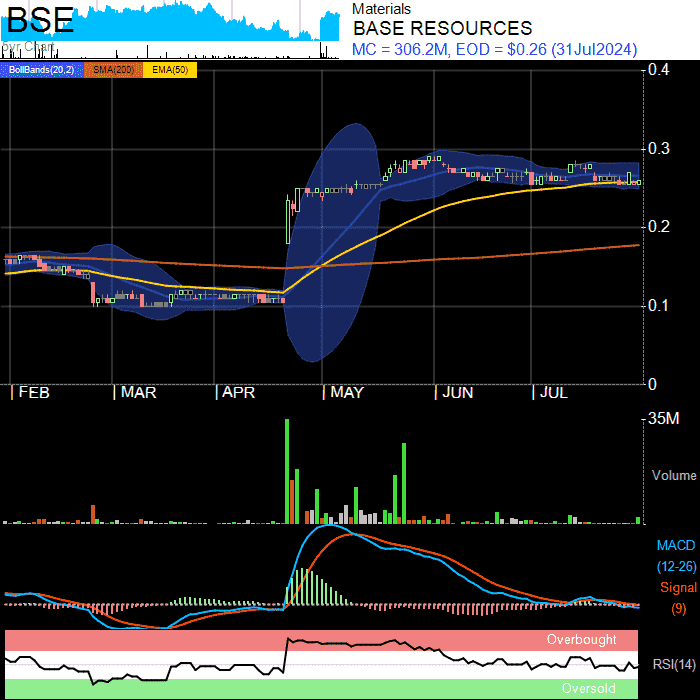 BSE
5yr Chart
Materials
BASE RESOURCES
MC = 306.2M, EOD = $0.26 (31Jul2024)
BollBands(20,2) SMA(200) EMA(50)
0.4
0.3
0.2
0.1
0
FEB MAR APR MAY JUN JUL
35M
Volume
MACD
(12-26)
Signal
(9)
Overbought
RSI(14)
Oversold